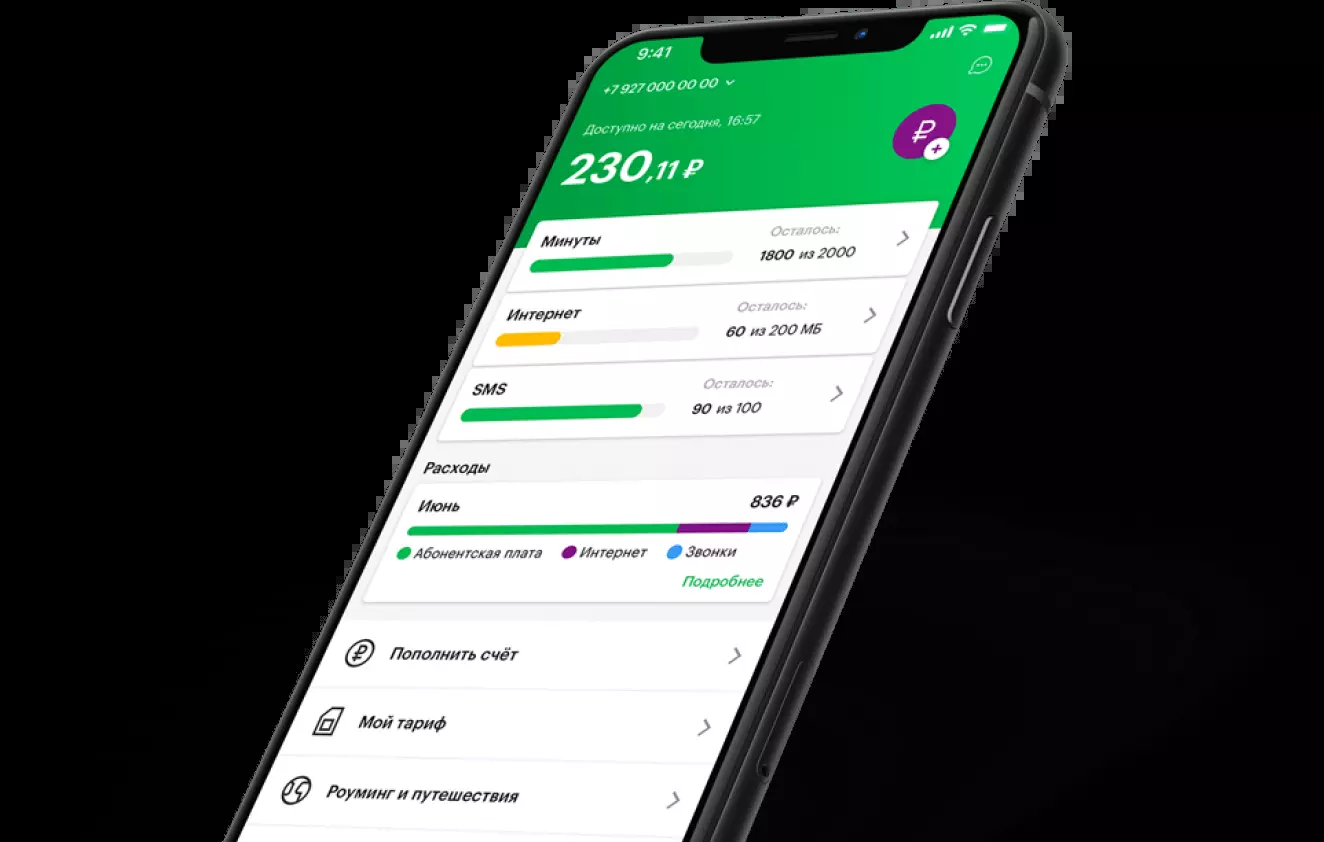 9:41
+7 927 000 00 00
Доступно на сегодня, 16:57
230,11 ₽
₽
Минуты
Осталось:
1800 из 2000
Интернет
Осталось:
60 из 200 МБ
SMS
Осталось:
90 из 100
Расходы
Июнь 836 ₽
Абонентская плата Интернет Звонки
Подробнее
Пополнить счёт
Мой тариф
Роуминг и путешествия